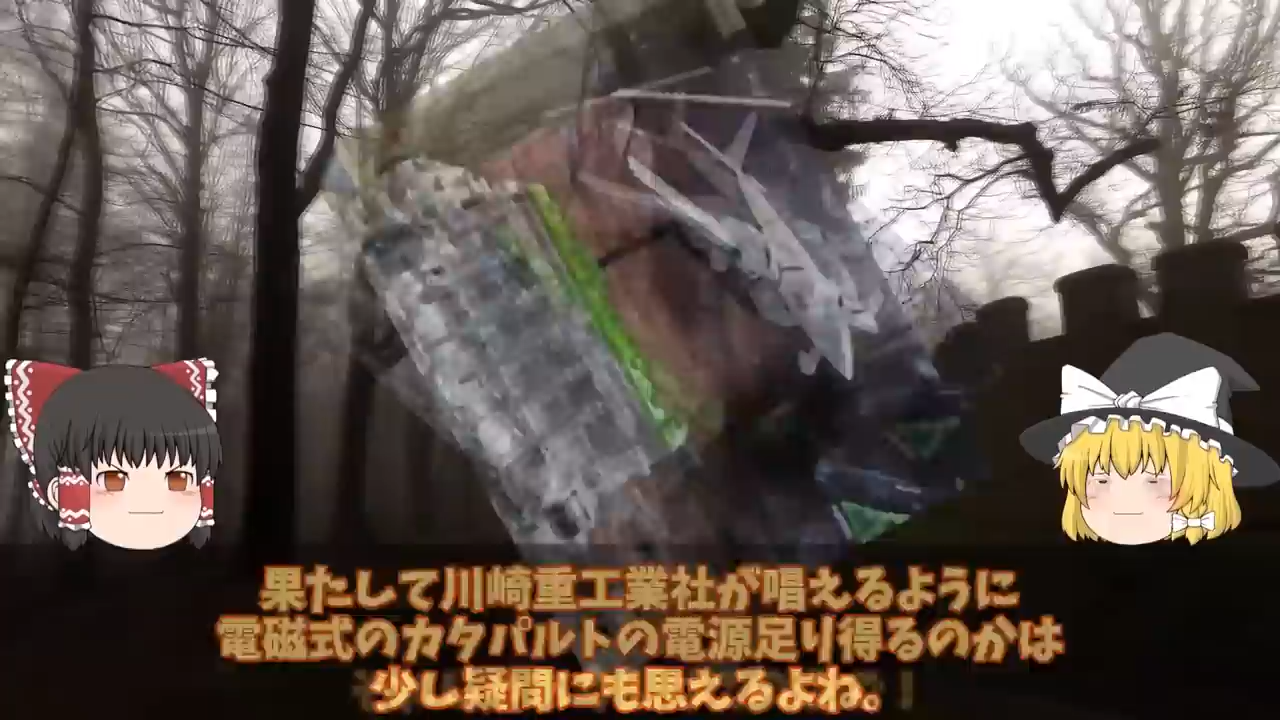 果たして川崎重工業社が唱えるように
電磁式のカタパルトの電源足り得るのかは
少し疑問にも思えるよね。